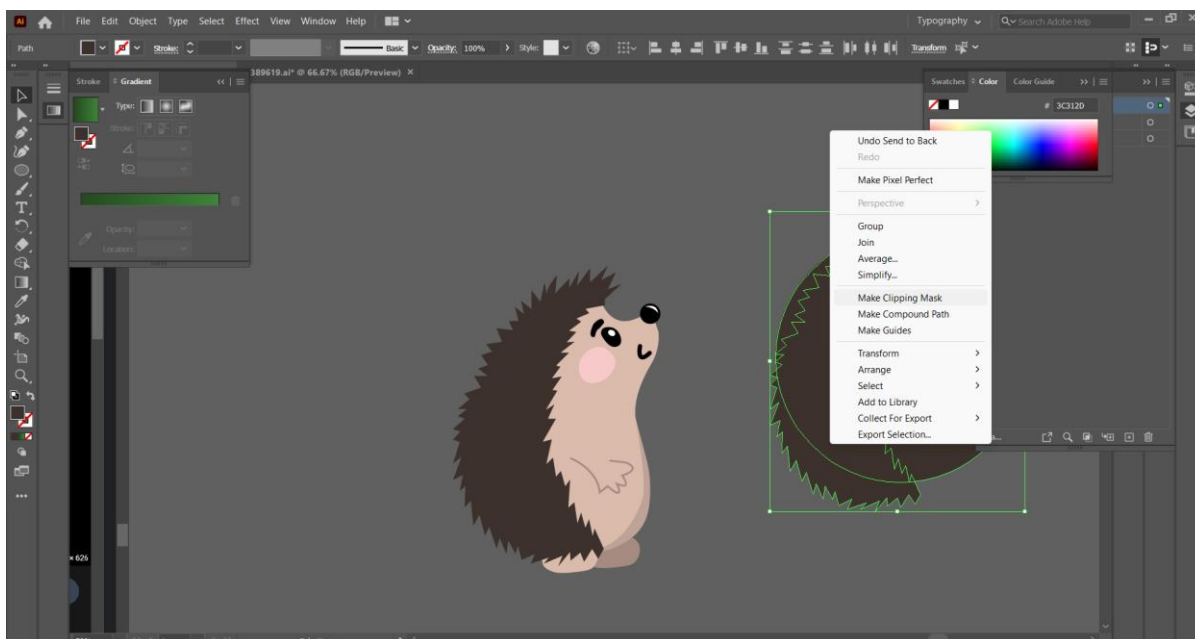 Ai File Edit Object Type Select Effect View Window Help Typography Search Adobe Help
Path Stroke: Basic Opacity: 100% Style: Transform
389619.ai* @ 66.67% (RGB/Preview) ×
Stroke Gradient
Type:
Stroke:
Opacity:
Location:
Swatches Color Color Guide
# 3C312D
Undo Send to Back
Redo
Make Pixel Perfect
Perspective
Group
Join
Average...
Simplify...
Make Clipping Mask
Make Compound Path
Make Guides
Transform
Arrange
Select
Add to Library
Collect For Export
Export Selection...
× 626